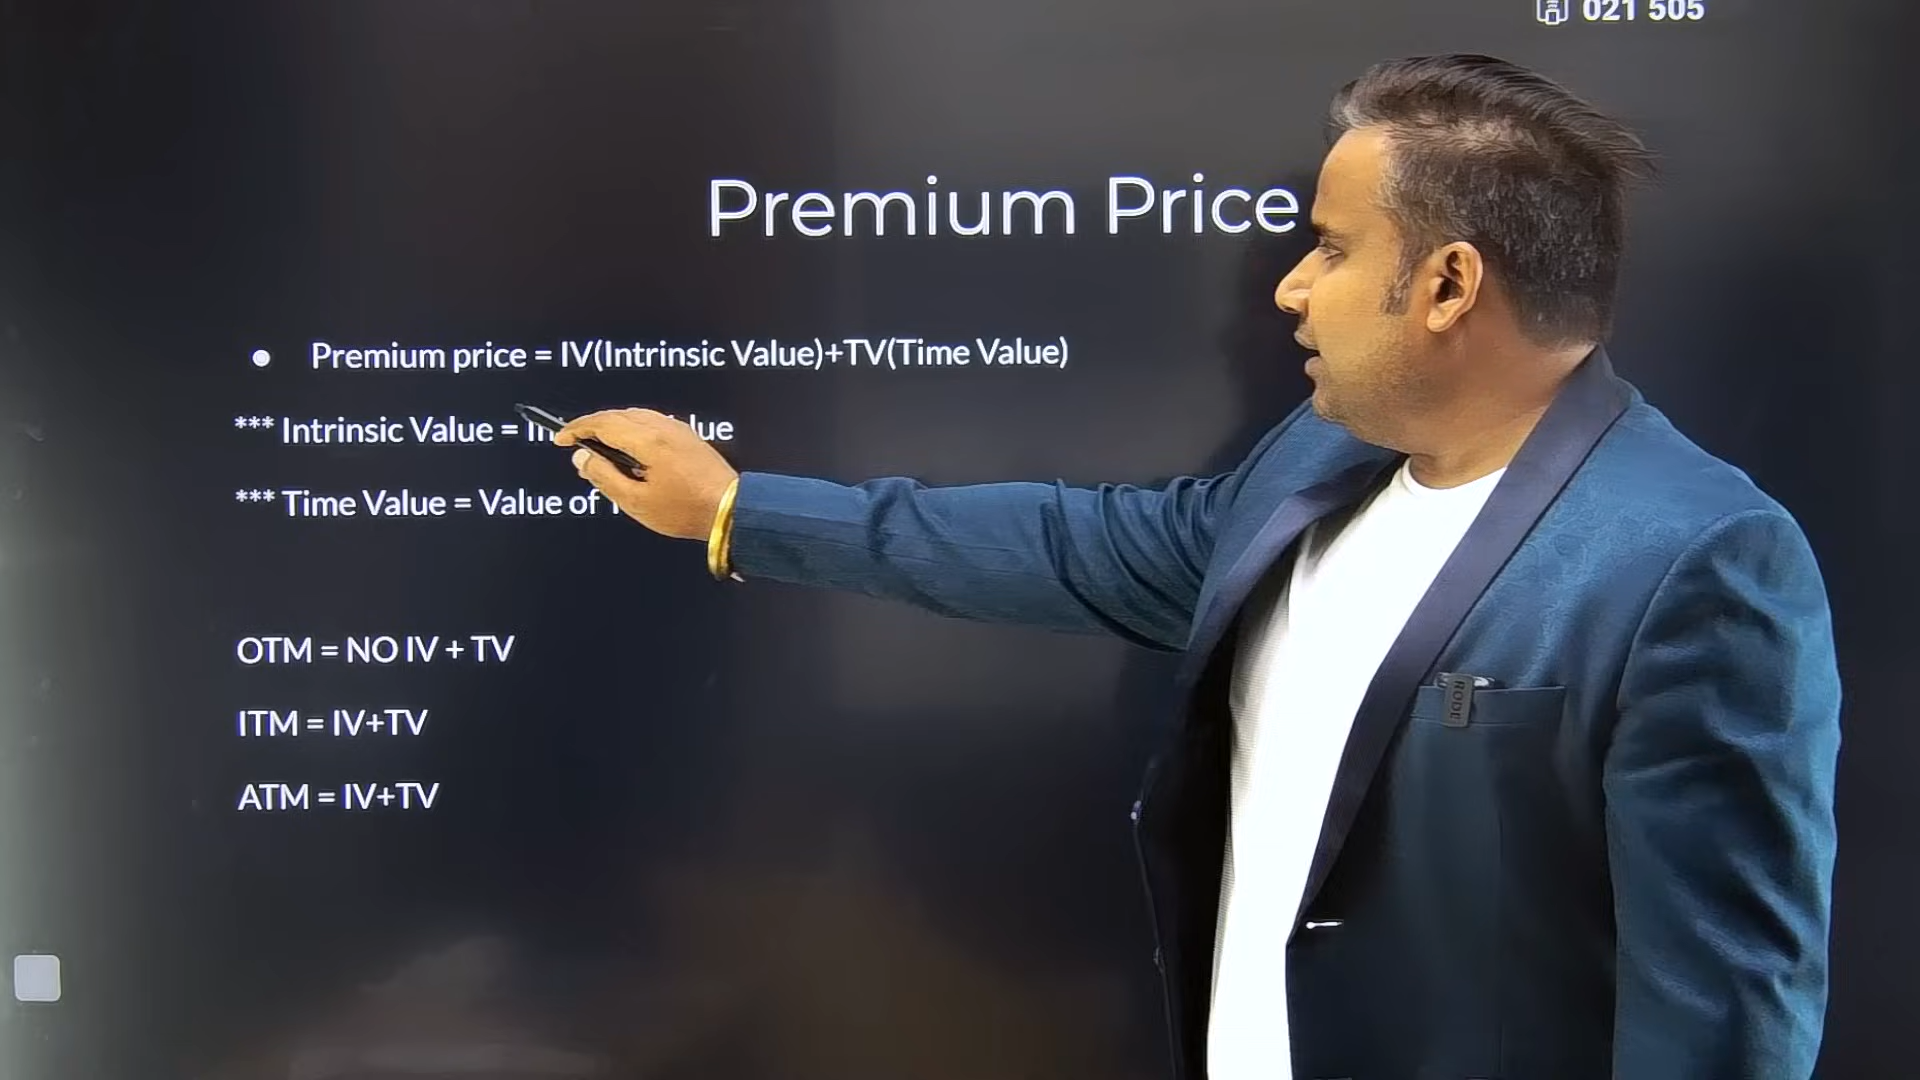 021 505
Premium Price
● Premium price = IV(Intrinsic Value)+TV(Time Value)
*** Intrinsic Value =
*** Time Value = Value of
OTM = NO IV + TV
ITM = IV+TV
ATM = IV+TV
RODE